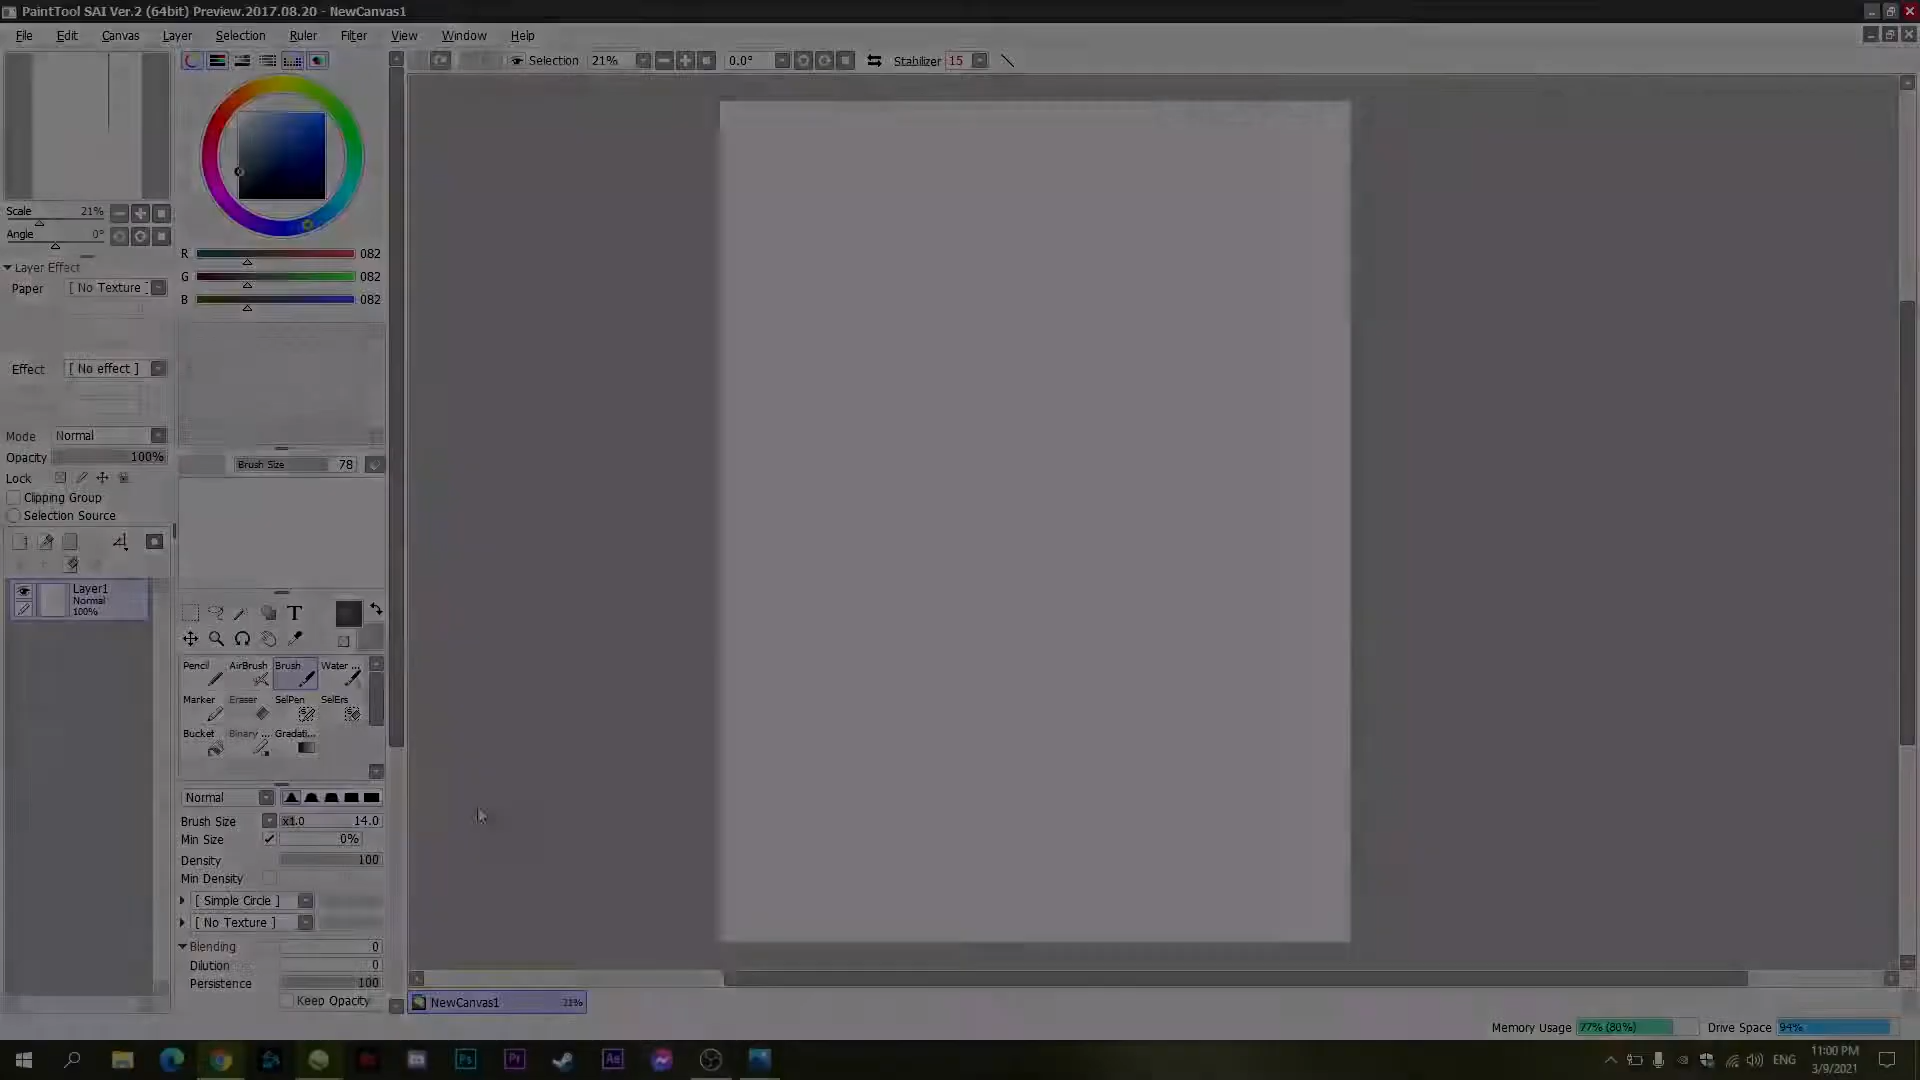 PaintTool SAI Ver.2 (64bit) Preview.2017.08.20 - NewCanvas1
File Edit Canvas Layer Selection Ruler Filter View Window Help
Selection 21% 0.0° Stabilizer 15
Scale 21%
Angle 0°
Layer Effect
Paper [ No Texture ]
Effect [ No effect ]
Mode Normal
Opacity 100%
Lock
Clipping Group
Selection Source
Layer1
Normal
100%
R 082
G 082
B 082
Brush Size 78
T
Pencil AirBrush Brush Water ...
Marker Eraser SelPen SelErs
Bucket Binary ... Gradati...
Normal
Brush Size x1.0 14.0
Min Size 0%
Density 100
Min Density
[ Simple Circle ]
[ No Texture ]
Blending 0
Dilution 0
Persistence 100
Keep Opacity
NewCanvas1 21%
Memory Usage 77% (80%) Drive Space 94%
Ps Pr Ae ENG
11:00 PM
3/9/2021